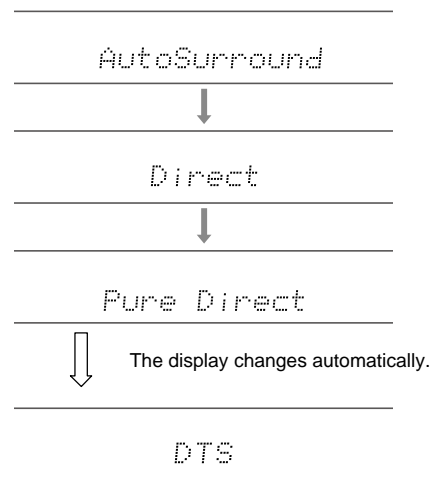 AutoSurround
Direct
Pure Direct
The display changes automatically.
DTS